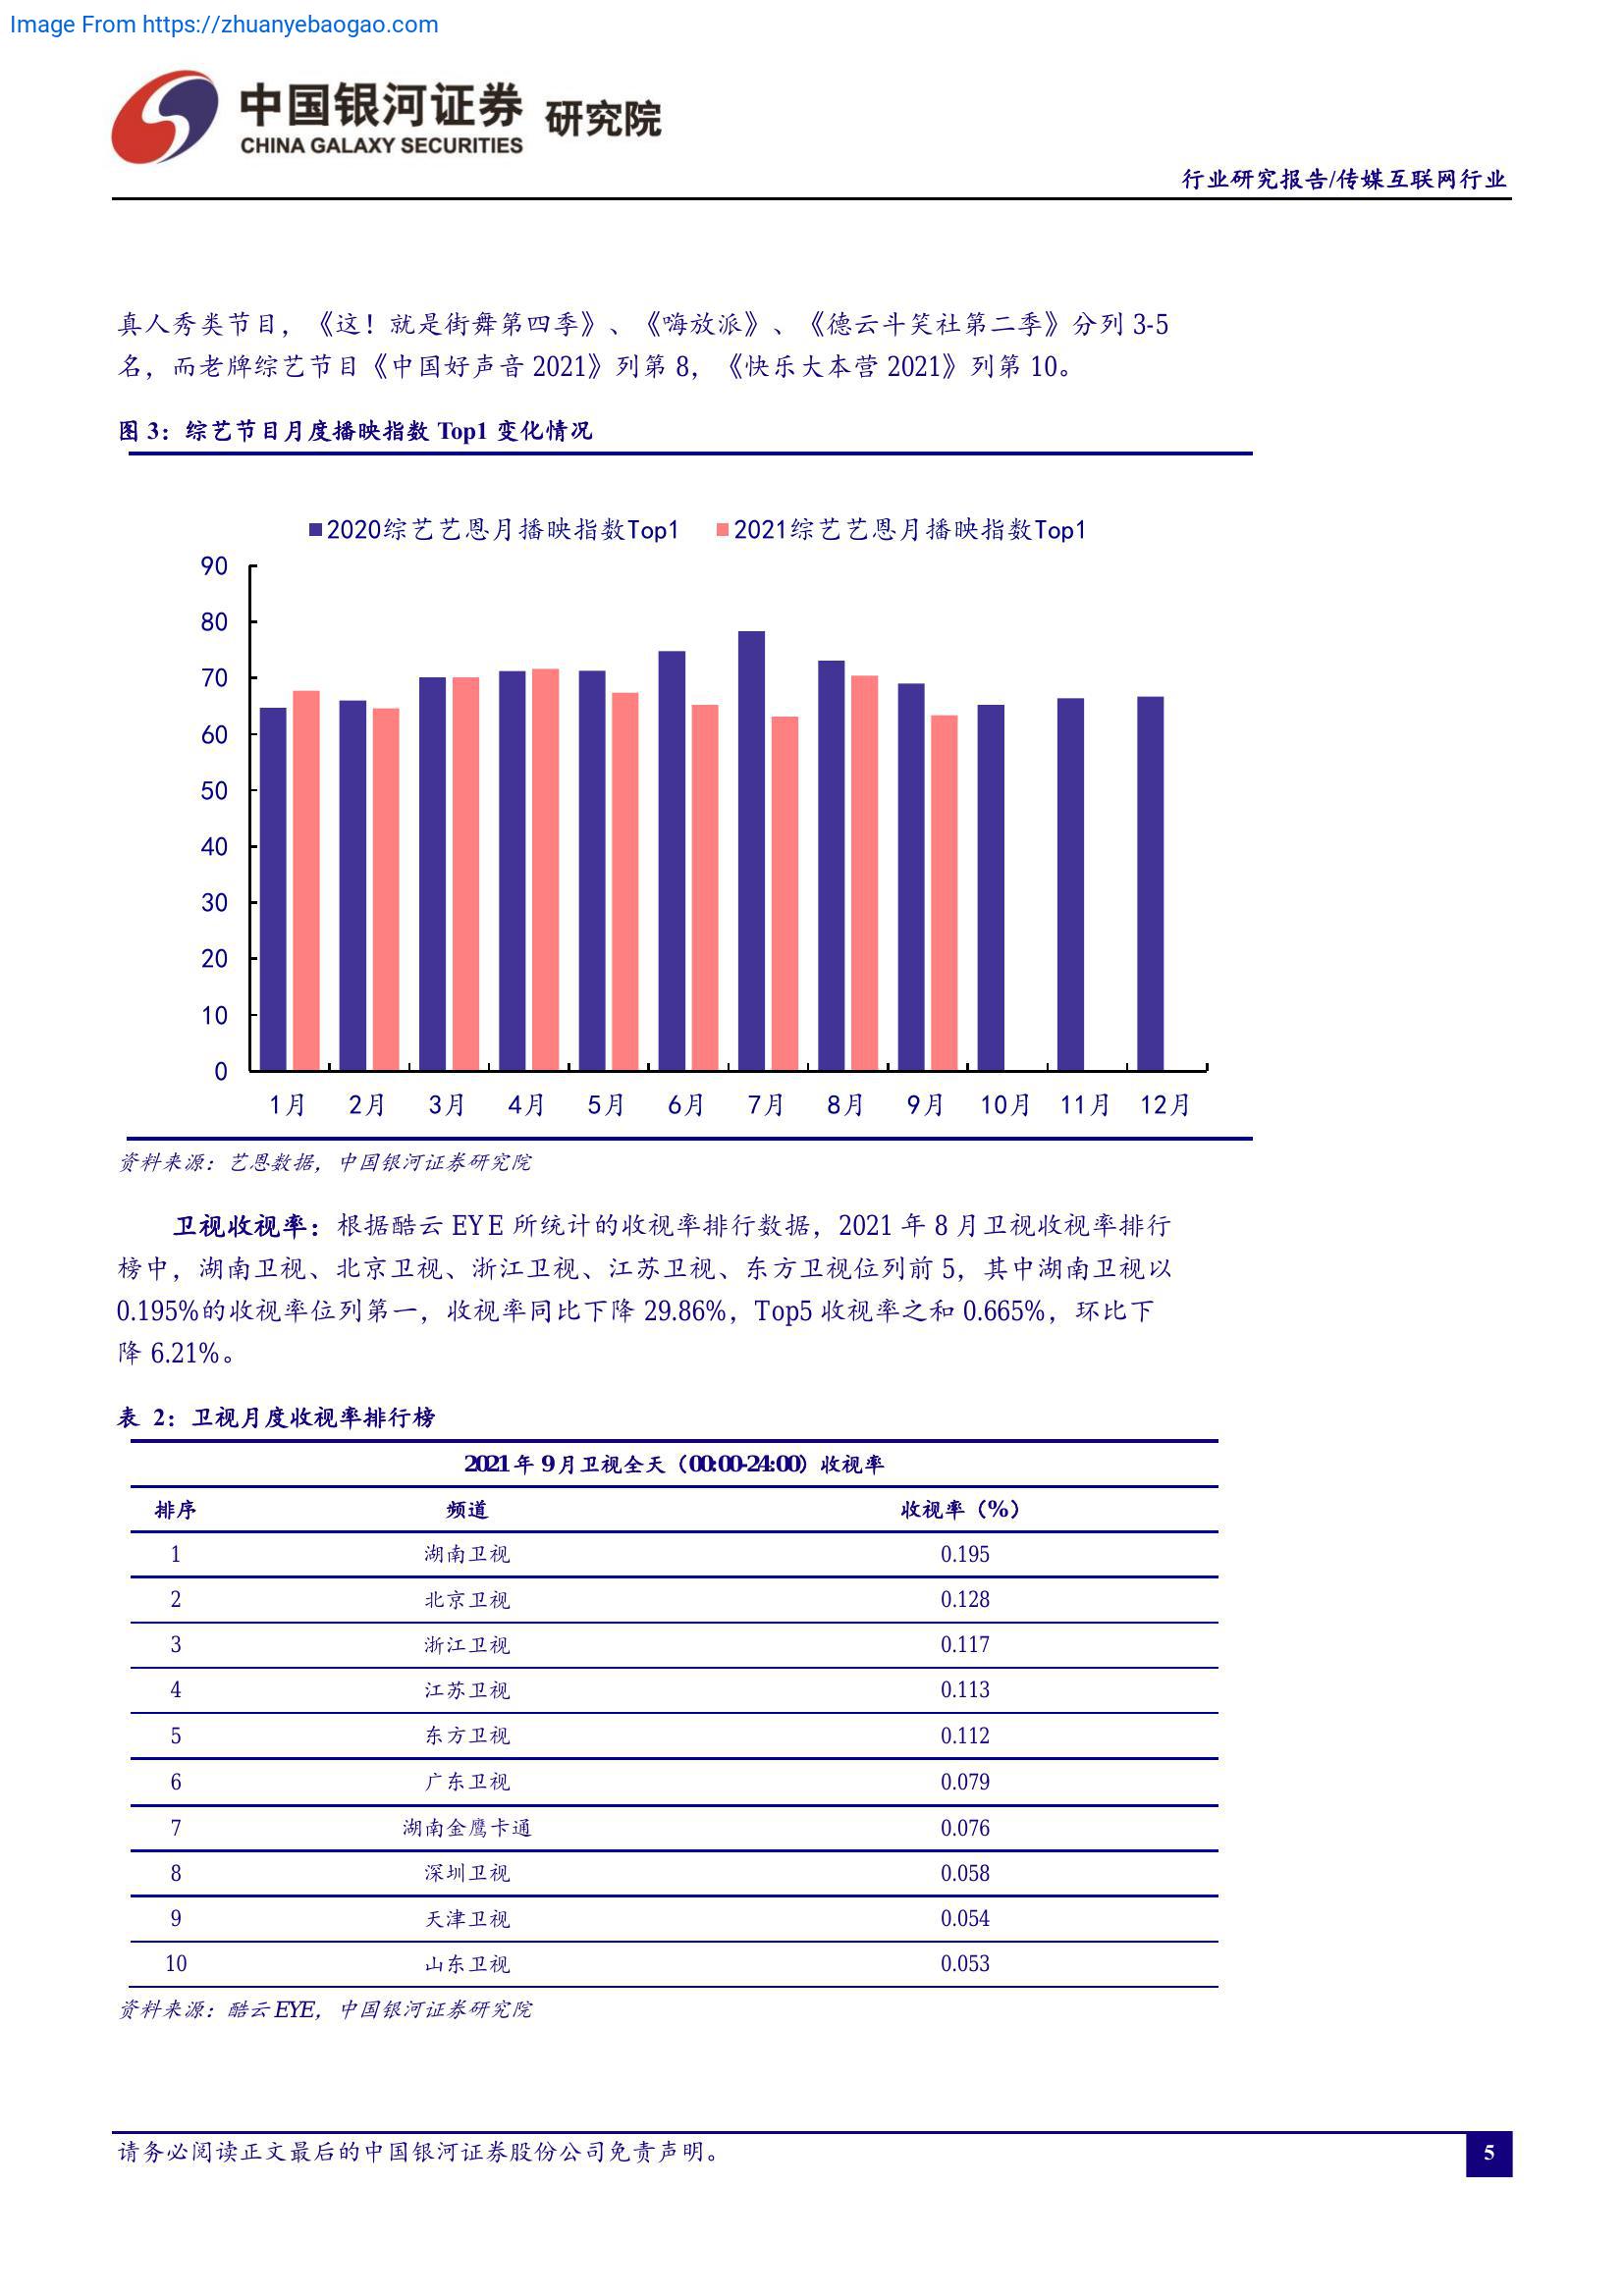 Image From https://zhuanyebaogao.com
中国银河证券 研究院
CHINA GALAXY SECURITIES
行业研究报告/传媒互联网行业
真人秀类节目，《这！就是街舞第四季》、《嗨放派》、《德云斗笑社第二季》分列 3-5
名，而老牌综艺节目《中国好声音 2021》列第 8，《快乐大本营 2021》列第 10。
图 3：综艺节目月度播映指数 Top1 变化情况
2020综艺艺恩月播映指数Top1 2021综艺艺恩月播映指数Top1
90
80
70
60
50
40
30
20
10
0
1月 2月 3月 4月 5月 6月 7月 8月 9月 10月 11月 12月
资料来源：艺恩数据，中国银河证券研究院
卫视收视率：根据酷云 EYE 所统计的收视率排行数据，2021 年 8 月卫视收视率排行
榜中，湖南卫视、北京卫视、浙江卫视、江苏卫视、东方卫视位列前 5，其中湖南卫视以
0.195%的收视率位列第一，收视率同比下降 29.86%，Top5 收视率之和 0.665%，环比下
降 6.21%。
表 2：卫视月度收视率排行榜
2021年 9月卫视全天（00:00-24:00）收视率
排序 频道 收视率（%）
1 湖南卫视 0.195
2 北京卫视 0.128
3 浙江卫视 0.117
4 江苏卫视 0.113
5 东方卫视 0.112
6 广东卫视 0.079
7 湖南金鹰卡通 0.076
8 深圳卫视 0.058
9 天津卫视 0.054
10 山东卫视 0.053
资料来源：酷云EYE，中国银河证券研究院
请务必阅读正文最后的中国银河证券股份公司免责声明。
5